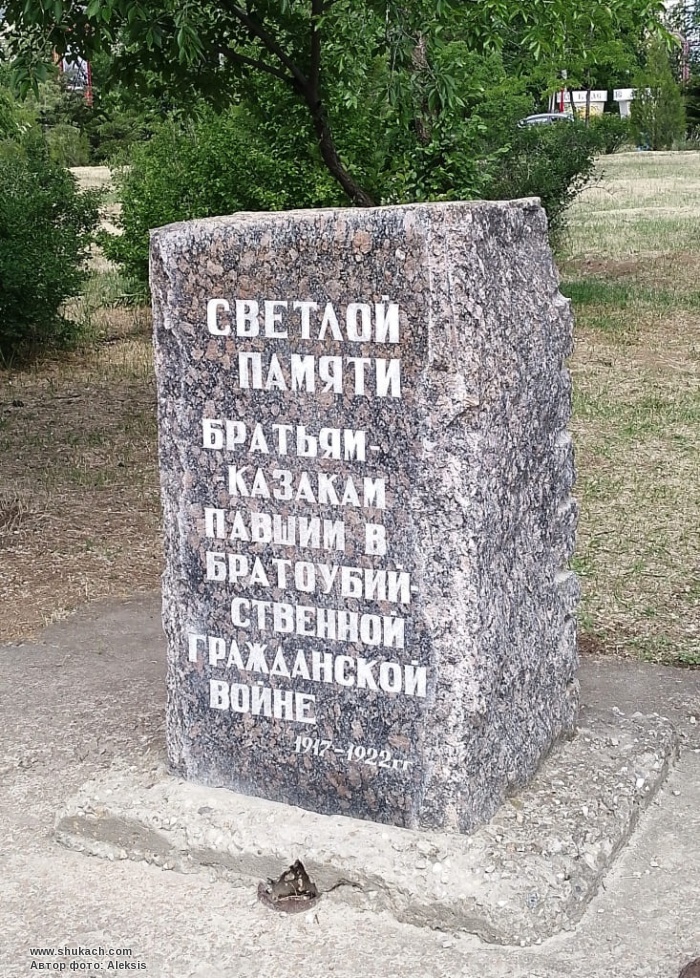 СВЕТЛОЙ
ПАМЯТИ
БРАТЬЯМ-
-КАЗАКАМ
ПАВШИМ В
БРАТОУБИЙ-
СТВЕННОЙ
ГРАЖДАНСКОЙ
ВОЙНЕ
1917-1922гг
www.shukach.com
Автор фото: Aleksis